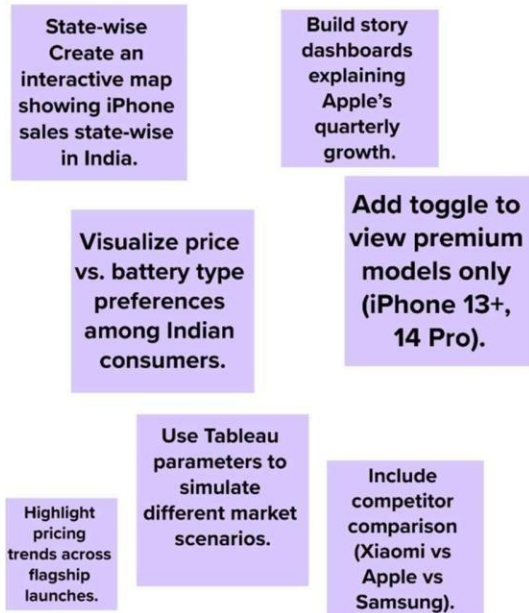 State-wise
Create an
interactive map
showing iPhone
sales state-wise
in India.
Build story
dashboards
explaining
Apple's
quarterly
growth.
Visualize price
vs. battery type
preferences
among Indian
consumers.
Add toggle to
view premium
models only
(iPhone 13+,
14 Pro).
Use Tableau
parameters to
simulate
different market
scenarios.
Highlight
pricing
trends across
flagship
launches.
Include
competitor
comparison
(Xiaomi vs
Apple vs
Samsung).